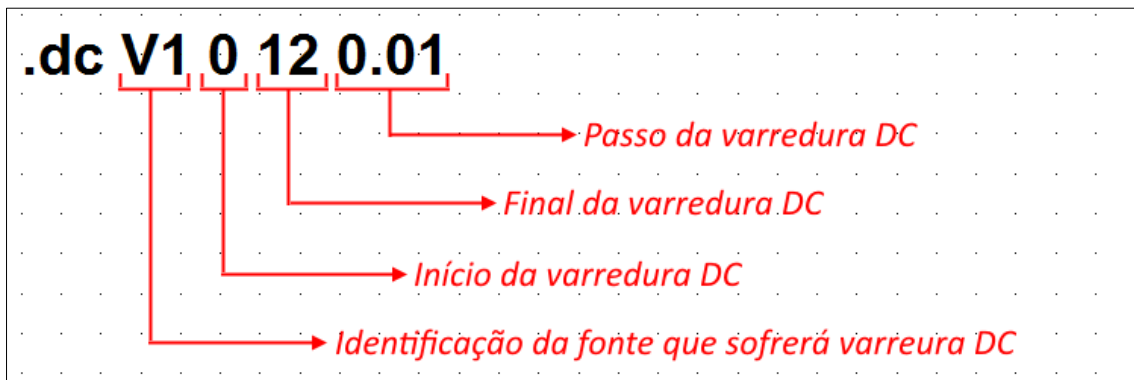 .dc V1 0 12 0.01
Passo da varredura DC
Final da varredura DC
Início da varredura DC
Identificação da fonte que sofrerá varreura DC